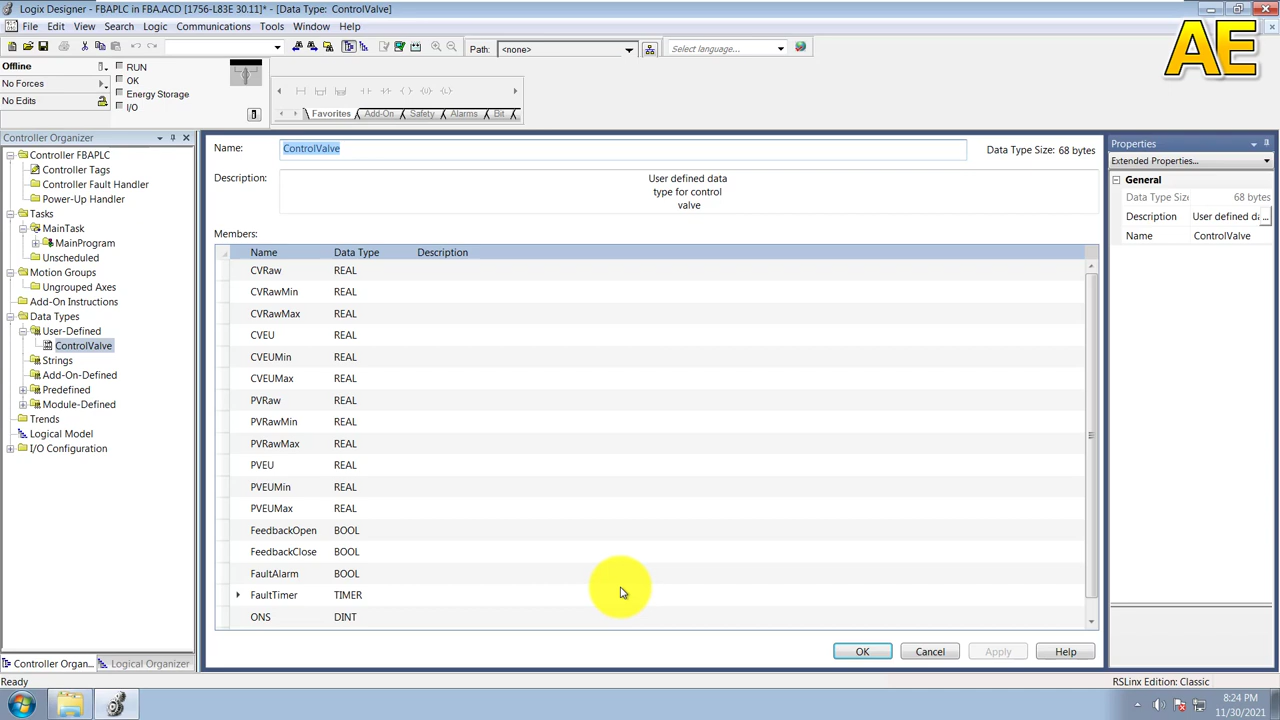 Logix Designer - FBAPLC in FBA.ACD [1756-L83E 30.11]* - [Data Type: ControlValve]
File Edit View Search Logic Communications Tools Window Help
Path: <none>
Select language...
AE
Offline
RUN
No Forces
OK
No Edits
Energy Storage
I/O
Favorites
Add-On
Safety
Alarms
Bit
Controller Organizer
Controller FBAPLC
Controller Tags
Controller Fault Handler
Power-Up Handler
Tasks
MainTask
MainProgram
Unscheduled
Motion Groups
Ungrouped Axes
Add-On Instructions
Data Types
User-Defined
ControlValve
Strings
Add-On-Defined
Predefined
Module-Defined
Trends
Logical Model
I/O Configuration
Controller Organ...
Logical Organizer
Name: ControlValve
Data Type Size: 68 bytes
Description:
User defined data
type for control
valve
Members:
Name Data Type Description
CVRaw REAL
CVRawMin REAL
CVRawMax REAL
CVEU REAL
CVEUMin REAL
CVEUMax REAL
PVRaw REAL
PVRawMin REAL
PVRawMax REAL
PVEU REAL
PVEUMin REAL
PVEUMax REAL
FeedbackOpen BOOL
FeedbackClose BOOL
FaultAlarm BOOL
FaultTimer TIMER
ONS DINT
OK
Cancel
Apply
Help
Properties
Extended Properties...
General
Data Type Size 68 bytes
Description User defined da ...
Name ControlValve
Ready
RSLinx Edition: Classic
8:24 PM
11/30/2021